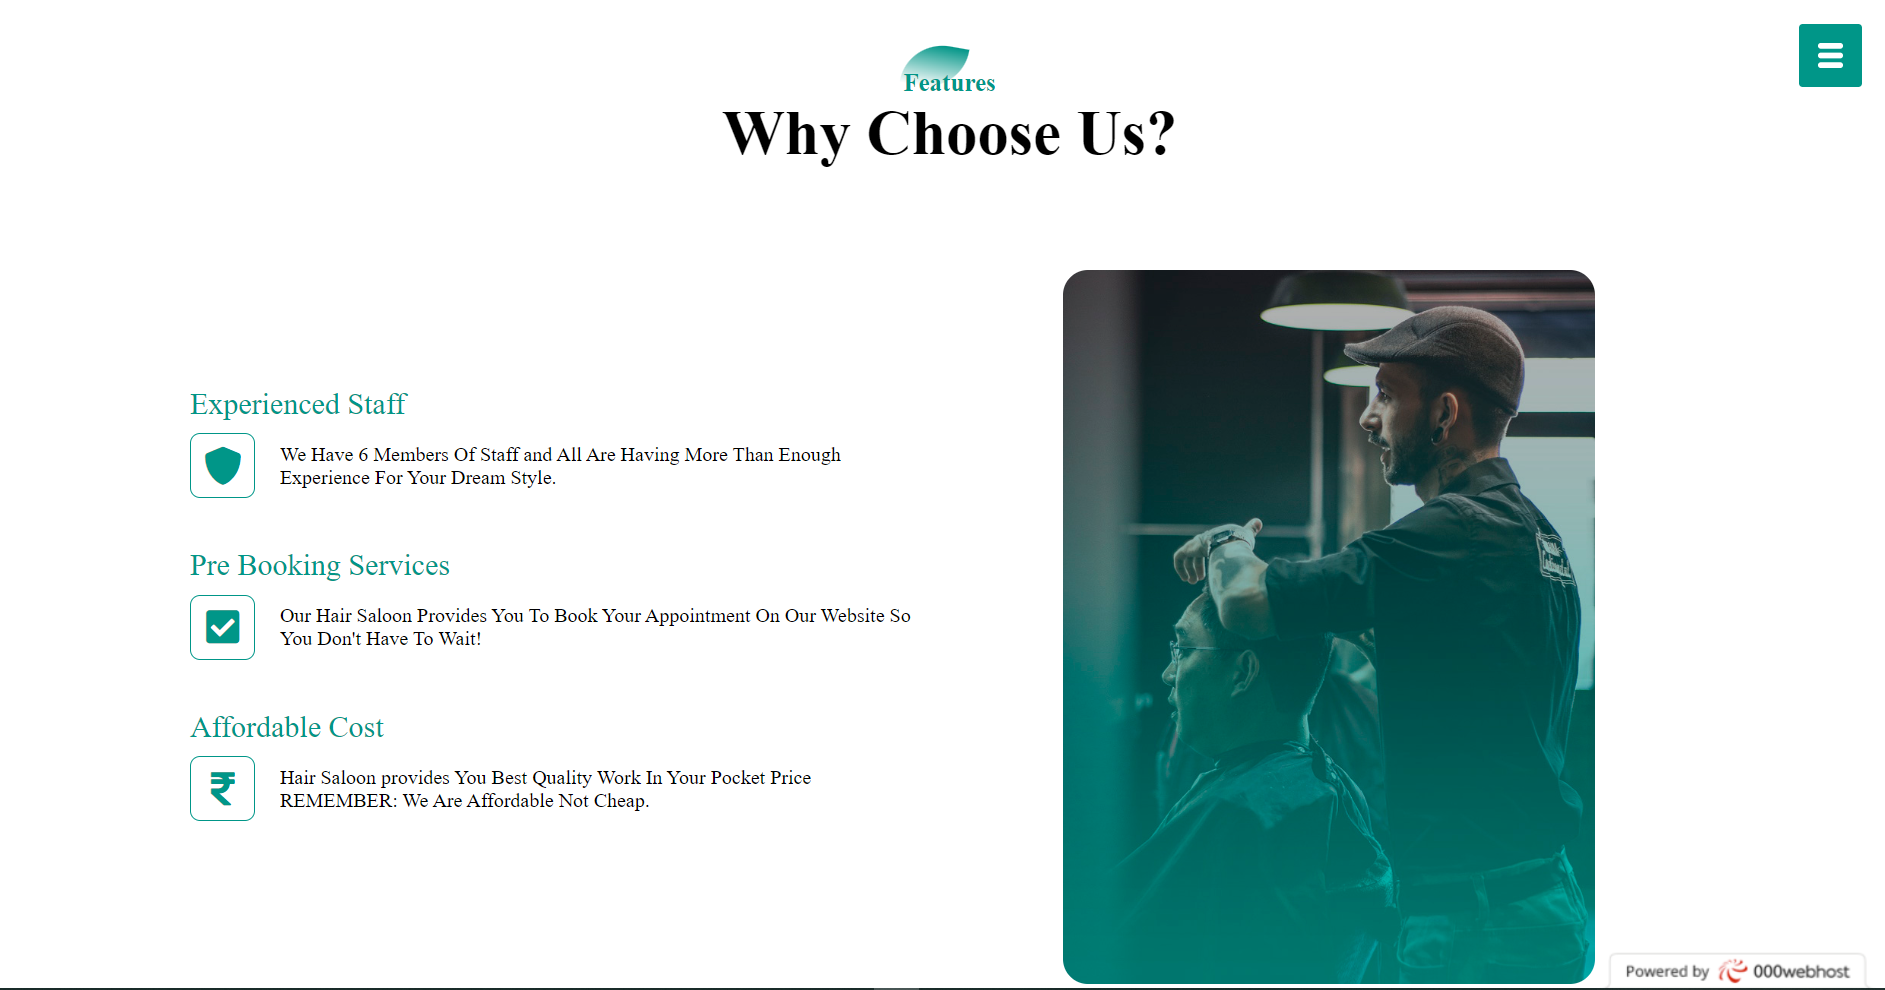 Features
Why Choose Us?
Experienced Staff
We Have 6 Members Of Staff and All Are Having More Than Enough
Experience For Your Dream Style.
Pre Booking Services
Our Hair Saloon Provides You To Book Your Appointment On Our Website So
You Don't Have To Wait!
Affordable Cost
₹
Hair Saloon provides You Best Quality Work In Your Pocket Price
REMEMBER: We Are Affordable Not Cheap.
Powered by 000webhost